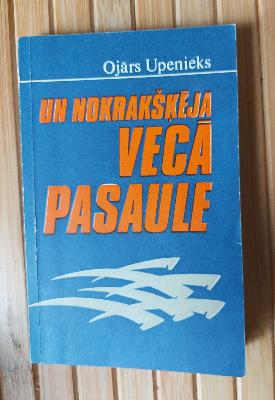 Ojārs Upenieks
UN NOKRAKŠĶĒJA
VECĀ
PASAULE